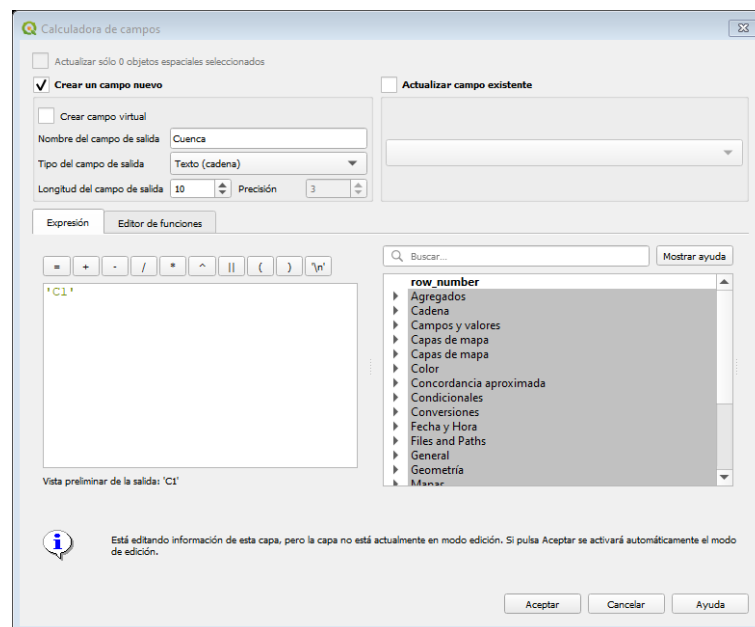 Calculadora de campos
Actualizar sólo 0 objetos espaciales seleccionados
Crear un campo nuevo
Actualizar campo existente
Crear campo virtual
Nombre del campo de salida Cuenca
Tipo del campo de salida Texto (cadena)
Longitud del campo de salida 10 Precisión 3
Expresión Editor de funciones
= + - / * ^ || ( ) '\n'
Buscar... Mostrar ayuda
'C1'
row_number
Agregados
Cadena
Campos y valores
Capas de mapa
Capas de mapa
Color
Concordancia aproximada
Condicionales
Conversiones
Fecha y Hora
Files and Paths
General
Geometría
Mapas
Vista preliminar de la salida: 'C1'
Está editando información de esta capa, pero la capa no está actualmente en modo edición. Si pulsa Aceptar se activará automáticamente el modo
de edición.
Aceptar Cancelar Ayuda